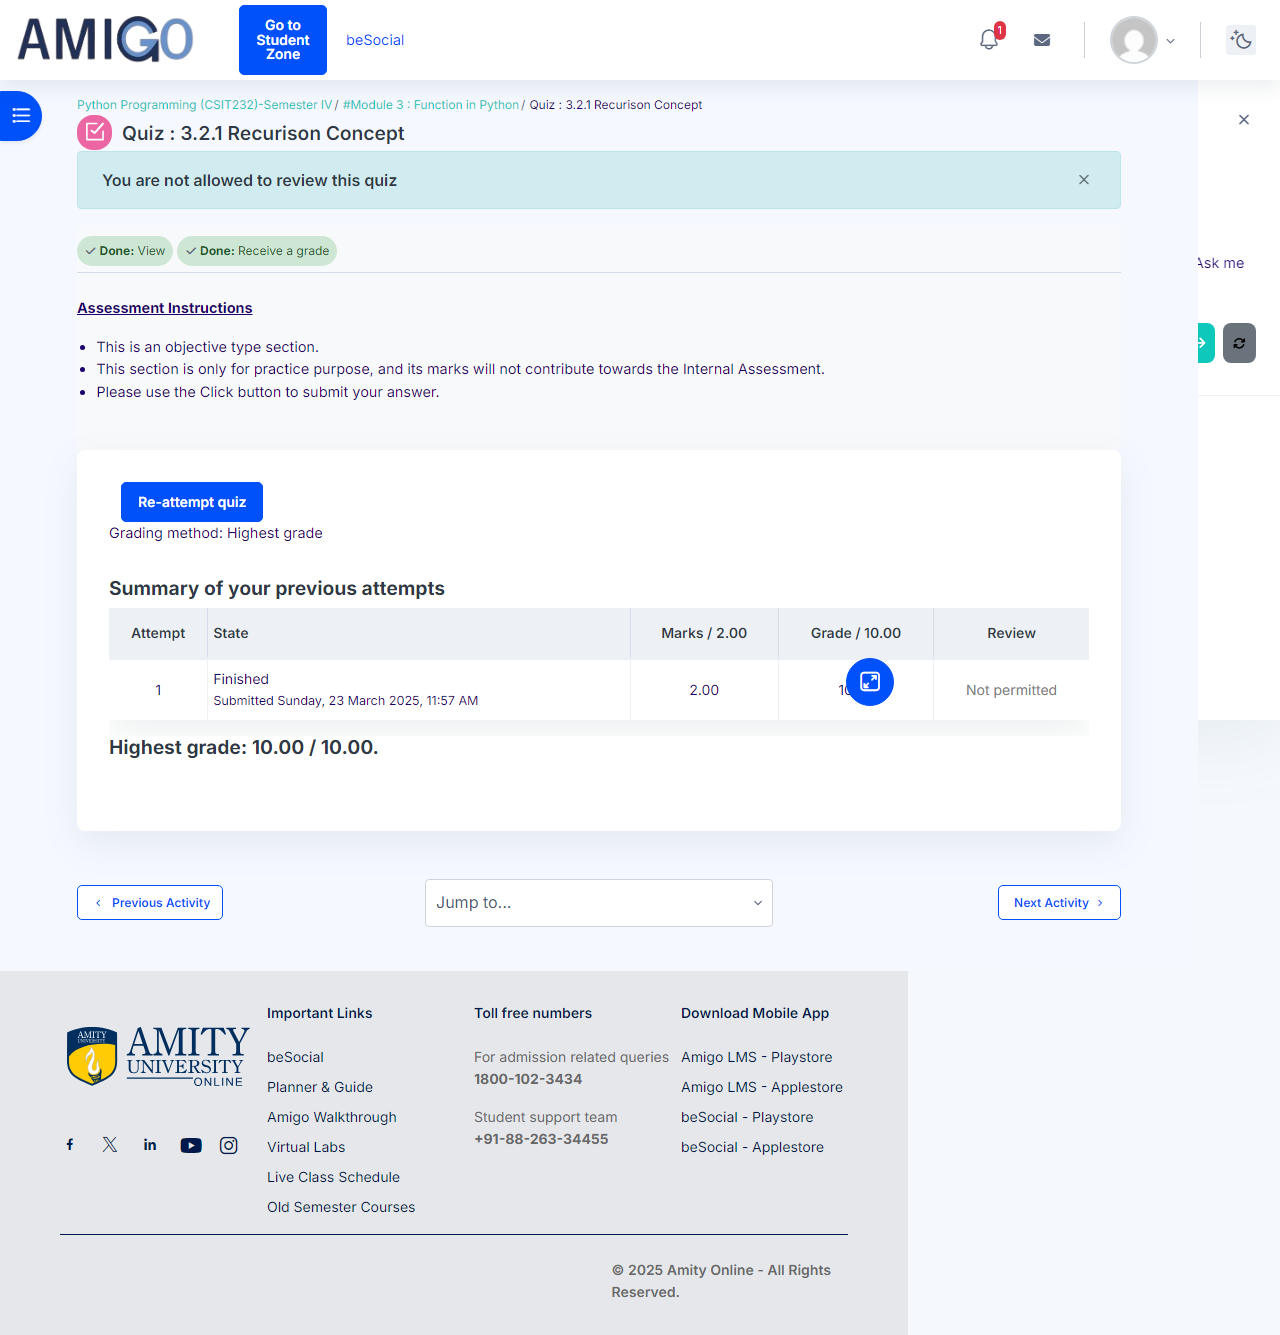 AMIGO
Go to
Student
Zone
beSocial
1
Python Programming (CSIT232)-Semester IV / #Module 3 : Function in Python / Quiz : 3.2.1 Recurison Concept
Quiz : 3.2.1 Recurison Concept
You are not allowed to review this quiz
Done: View
Done: Receive a grade
Ask me
Assessment Instructions
This is an objective type section.
This section is only for practice purpose, and its marks will not contribute towards the Internal Assessment.
Please use the Click button to submit your answer.
Re-attempt quiz
Grading method: Highest grade
Summary of your previous attempts
Attempt State Marks / 2.00 Grade / 10.00 Review
1 Finished 2.00 Not permitted
Submitted Sunday, 23 March 2025, 11:57 AM
Highest grade: 10.00 / 10.00.
Previous Activity
Jump to...
Next Activity
AMITY
UNIVERSITY
AMITY
UNIVERSITY
ONLINE
Important Links
beSocial
Planner & Guide
Amigo Walkthrough
Virtual Labs
Live Class Schedule
Old Semester Courses
Toll free numbers
For admission related queries
1800-102-3434
Student support team
+91-88-263-34455
Download Mobile App
Amigo LMS - Playstore
Amigo LMS - Applestore
beSocial - Playstore
beSocial - Applestore
© 2025 Amity Online - All Rights
Reserved.